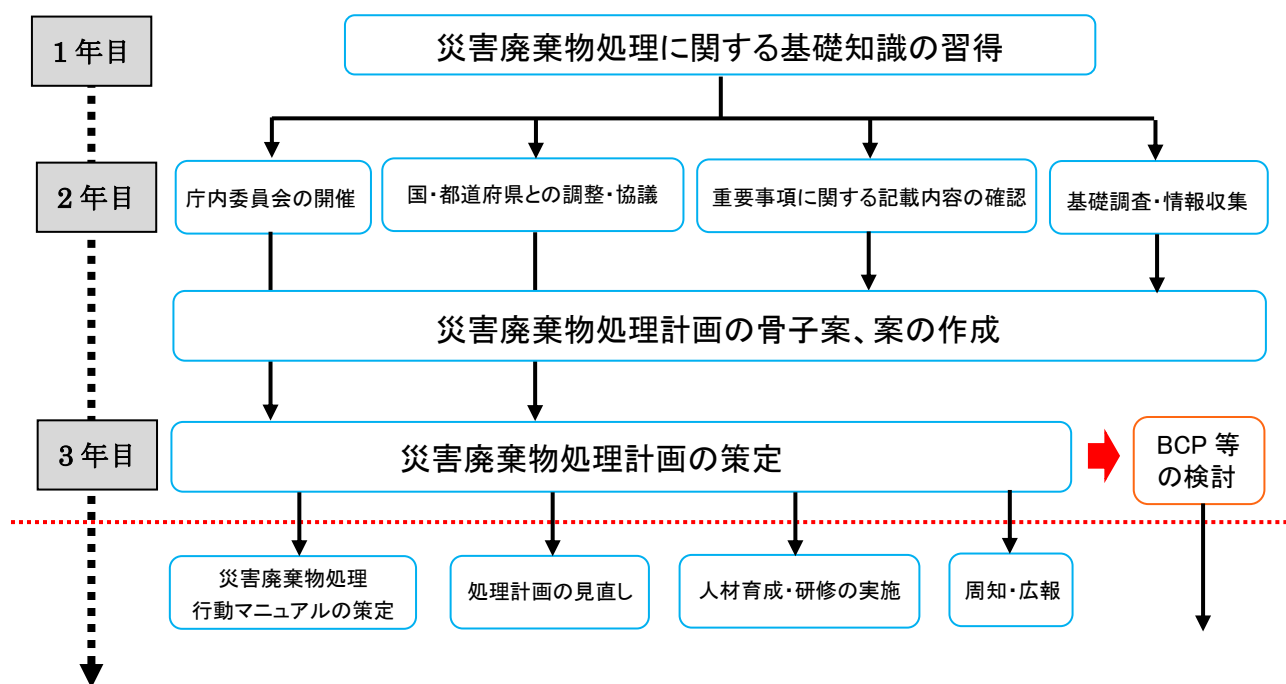 1年目
災害廃棄物処理に関する基礎知識の習得
2年目
庁内委員会の開催
国・都道府県との調整・協議
重要事項に関する記載内容の確認
基礎調査・情報収集
災害廃棄物処理計画の骨子案、案の作成
3年目
災害廃棄物処理計画の策定
BCP 等
の検討
災害廃棄物処理
行動マニュアルの策定
処理計画の見直し
人材育成・研修の実施
周知・広報